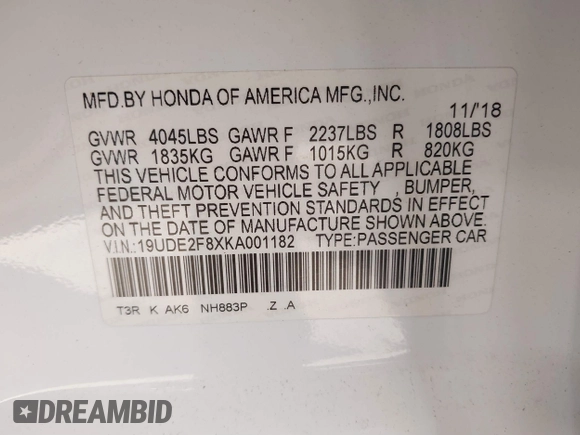 MFD.BY HONDA OF AMERICA MFG.,INC.
11/'18
GVWR 4045LBS GAWR F 2237LBS R 1808LBS
GVWR 1835KG GAWR F 1015KG R 820KG
THIS VEHICLE CONFORMS TO ALL APPLICABLE
FEDERAL MOTOR VEHICLE SAFETY , BUMPER,
AND THEFT PREVENTION STANDARDS IN EFFECT
ON THE DATE OF MANUFACTURE SHOWN ABOVE.
V.I.N.:19UDE2F8XKA001182 TYPE:PASSENGER CAR
T3R K AK6 NH883P .Z .A
DREAMBID